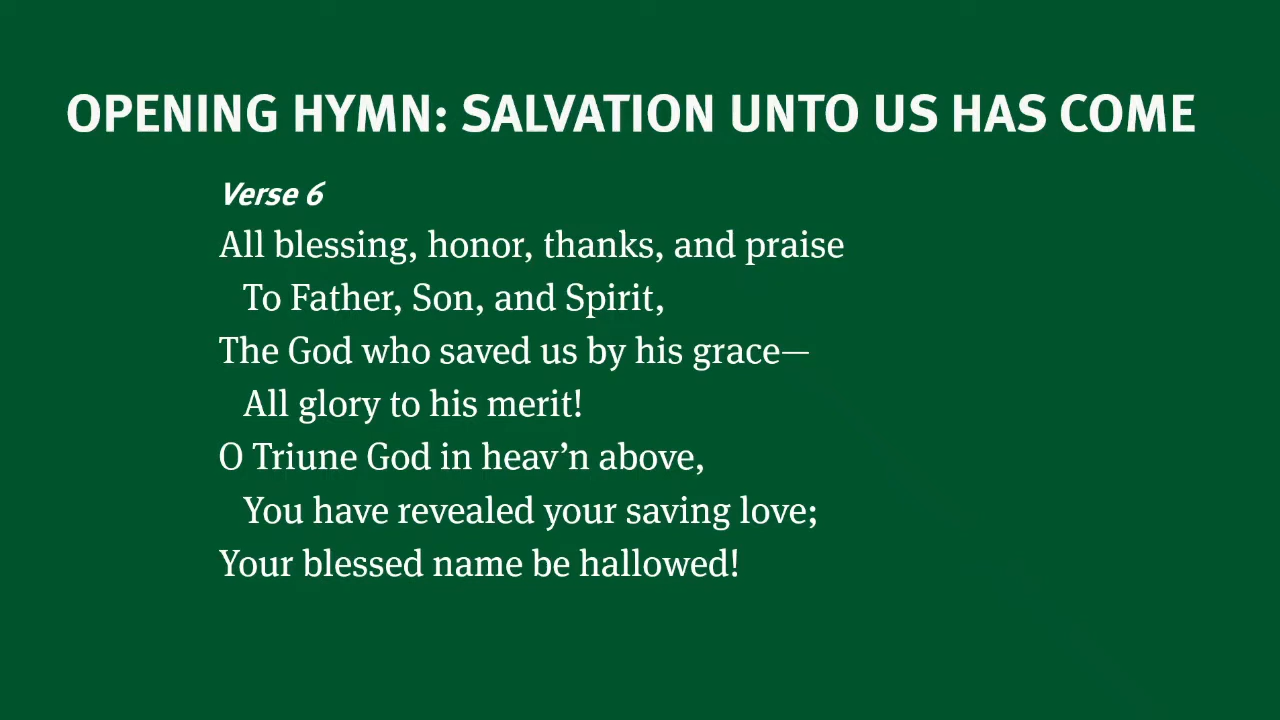 OPENING HYMN: SALVATION UNTO US HAS COME
Verse 6
All blessing, honor, thanks, and praise
To Father, Son, and Spirit,
The God who saved us by his grace—
All glory to his merit!
O Triune God in heav’n above,
You have revealed your saving love;
Your blessed name be hallowed!